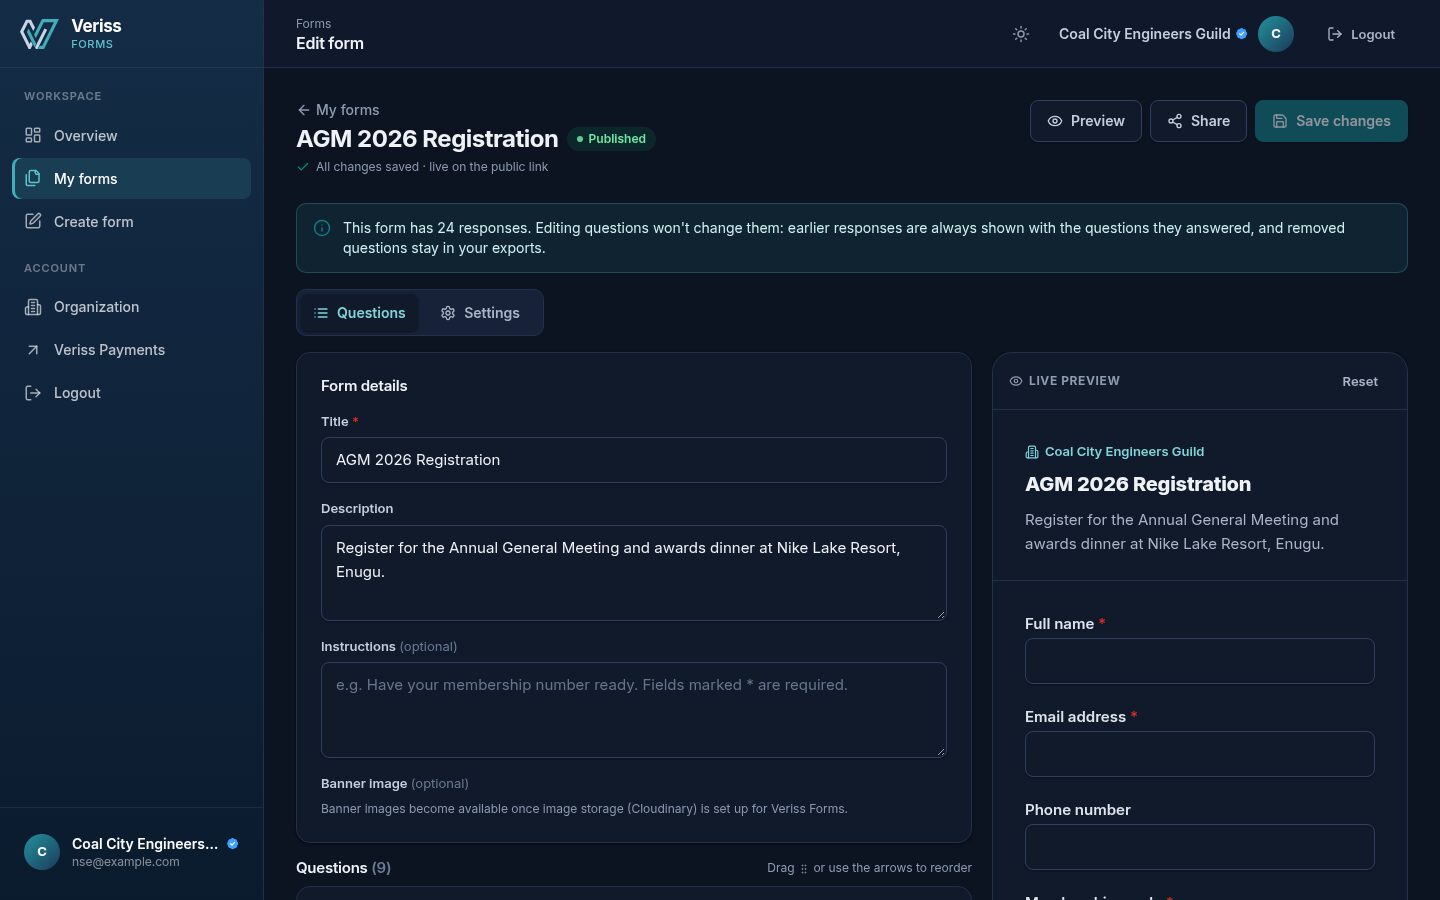 Veriss
FORMS
WORKSPACE
Overview
My forms
Create form
ACCOUNT
Organization
Veriss Payments
Logout
Coal City Engineers...
C
nse@example.com
Forms
Edit form
Coal City Engineers Guild
C
Logout
My forms
AGM 2026 Registration
Published
All changes saved · live on the public link
Preview
Share
Save changes
This form has 24 responses. Editing questions won't change them: earlier responses are always shown with the questions they answered, and removed
questions stay in your exports.
Questions
Settings
Form details
Title *
AGM 2026 Registration
Description
Register for the Annual General Meeting and awards dinner at Nike Lake Resort,
Enugu.
Instructions (optional)
e.g. Have your membership number ready. Fields marked * are required.
Banner image (optional)
Banner images become available once image storage (Cloudinary) is set up for Veriss Forms.
Questions (9)
Drag or use the arrows to reorder
LIVE PREVIEW
Reset
Coal City Engineers Guild
AGM 2026 Registration
Register for the Annual General Meeting and
awards dinner at Nike Lake Resort, Enugu.
Full name *
Email address *
Phone number